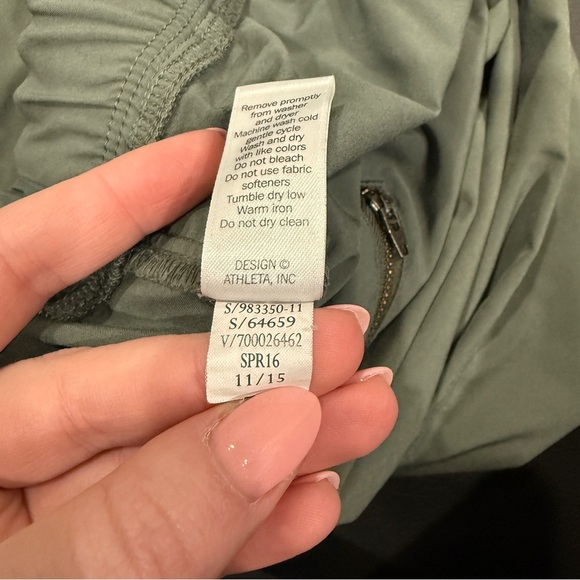 Remove promptly
from washer
and dryer
Machine wash cold
gentle cycle
Wash and dry
with like colors
Do not bleach
Do not use fabric
softeners
Tumble dry low
Warm iron
Do not dry clean
DESIGN ©
ATHLETA, INC
S/983350-11
S/64659
V/700026462
SPR16
11/15